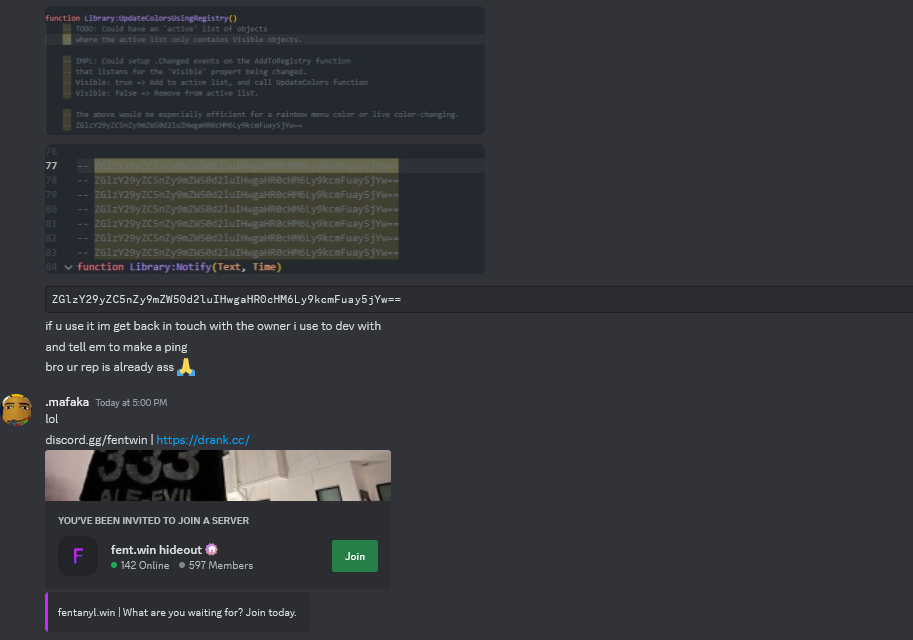 function Library:UpdateColorsUsingRegistry()
-- TODO: Could have an 'active' list of objects
-- where the active list only contains Visible objects.
-- IMPL: Could setup .Changed events on the AddToRegistry function
-- that listens for the 'Visible' propert being changed.
-- Visible: true => Add to active list, and call UpdateColors function
-- Visible: false => Remove from active list.
-- The above would be especially efficient for a rainbow menu color or live color-changing.
-- ZGlzY29yZC5nZy9mZW50d2luIHwgaHR0cHM6Ly9kcmFuay5jYw==
76
77 -- ZGlzY29yZC5nZy9mZW50d2luIHwgaHR0cHM6Ly9kcmFuay5jYw==
78 -- ZGlzY29yZC5nZy9mZW50d2luIHwgaHR0cHM6Ly9kcmFuay5jYw==
79 -- ZGlzY29yZC5nZy9mZW50d2luIHwgaHR0cHM6Ly9kcmFuay5jYw==
80 -- ZGlzY29yZC5nZy9mZW50d2luIHwgaHR0cHM6Ly9kcmFuay5jYw==
81 -- ZGlzY29yZC5nZy9mZW50d2luIHwgaHR0cHM6Ly9kcmFuay5jYw==
82 -- ZGlzY29yZC5nZy9mZW50d2luIHwgaHR0cHM6Ly9kcmFuay5jYw==
83 -- ZGlzY29yZC5nZy9mZW50d2luIHwgaHR0cHM6Ly9kcmFuay5jYw==
84 function Library:Notify(Text, Time)
ZGlzY29yZC5nZy9mZW50d2luIHwgaHR0cHM6Ly9kcmFuay5jYw==
if u use it im get back in touch with the owner i use to dev with
and tell em to make a ping
bro ur rep is already ass 🙏
.mafaka Today at 5:00 PM
lol
discord.gg/fentwin | https://drank.cc/
333
ALE-EVIL
YOU'VE BEEN INVITED TO JOIN A SERVER
F
fent.win hideout
142 Online 597 Members
Join
fentanyl.win | What are you waiting for? Join today.